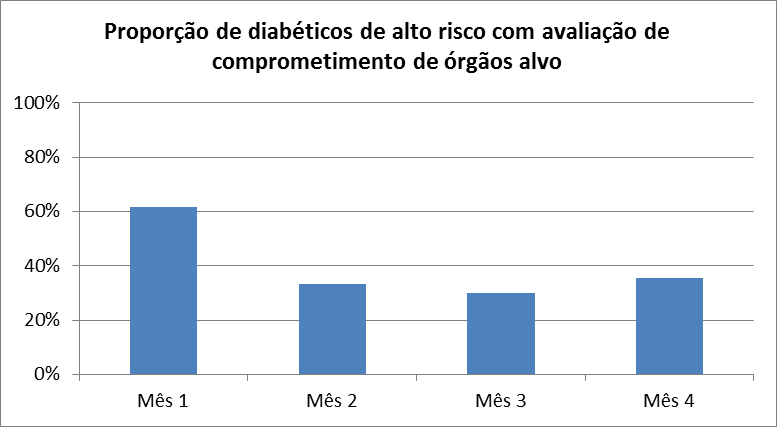 Proporção de diabéticos de alto risco com avaliação de
comprometimento de órgãos alvo
100%
80%
60%
40%
20%
0%
Mês 1 Mês 2 Mês 3 Mês 4